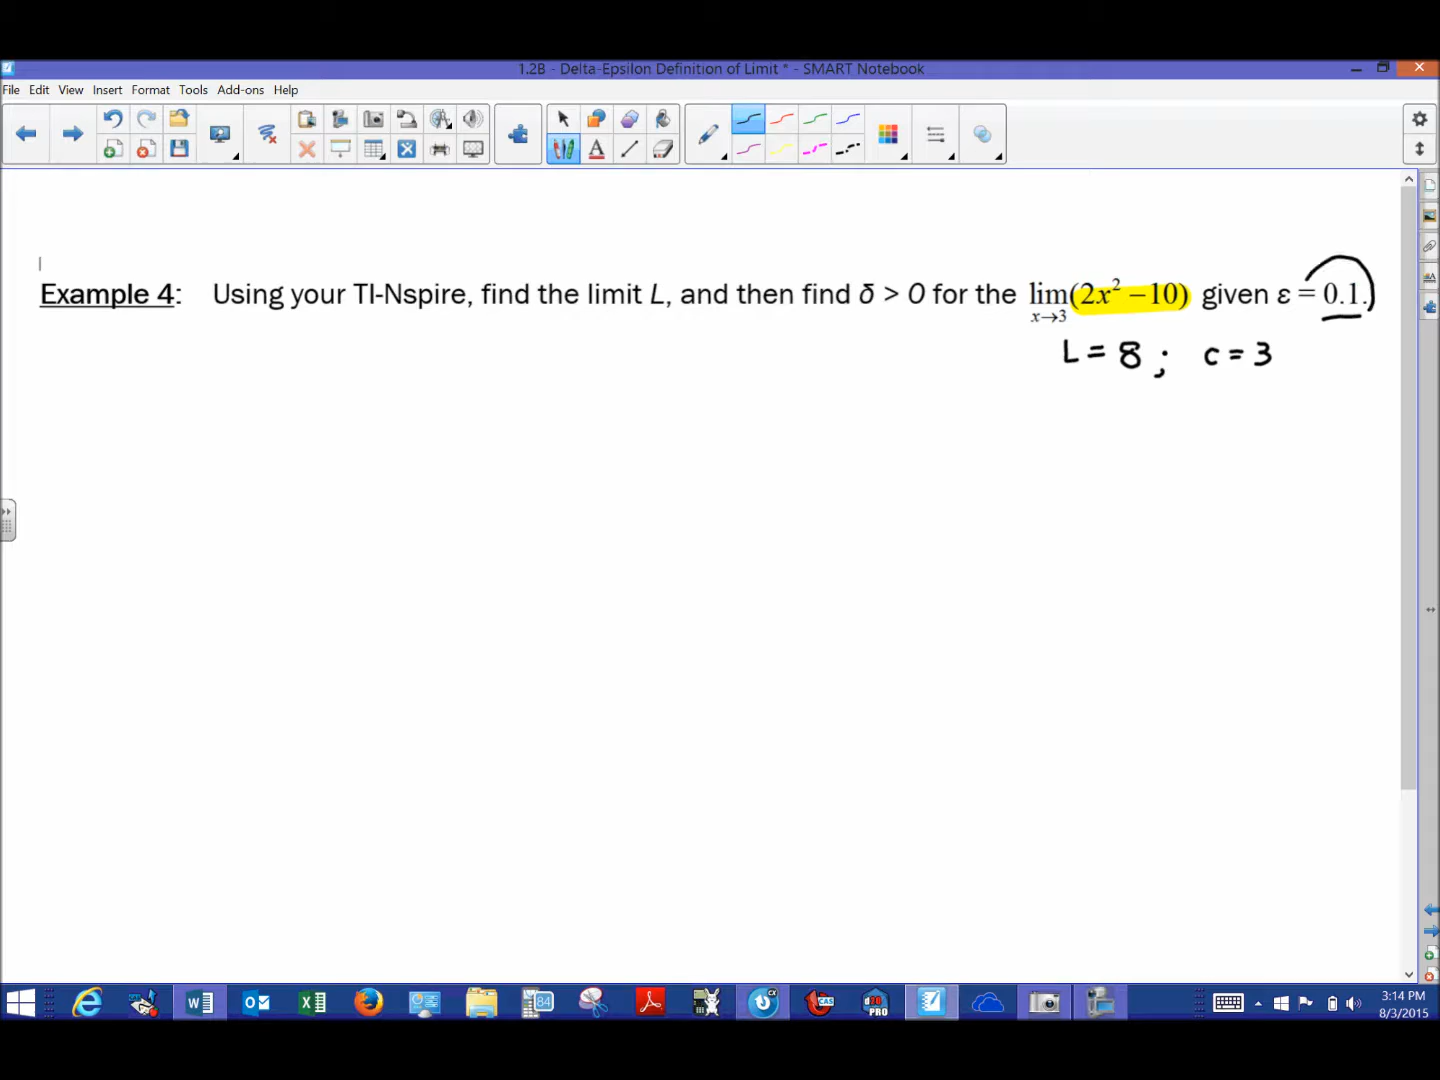 1.2B - Delta-Epsilon Definition of Limit * - SMART Notebook
File Edit View Insert Format Tools Add-ons Help
Example 4: Using your TI-Nspire, find the limit L, and then find δ > 0 for the lim x→3 (2x² − 10) given ε = 0.1.
L = 8 ; c = 3
3:14 PM
8/3/2015